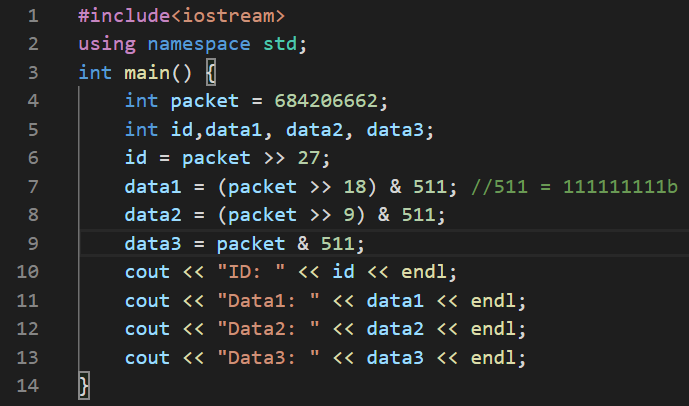 1 #include<iostream>
2 using namespace std;
3 int main() {
4 int packet = 684206662;
5 int id,data1, data2, data3;
6 id = packet >> 27;
7 data1 = (packet >> 18) & 511; //511 = 111111111b
8 data2 = (packet >> 9) & 511;
9 data3 = packet & 511;
10 cout << "ID: " << id << endl;
11 cout << "Data1: " << data1 << endl;
12 cout << "Data2: " << data2 << endl;
13 cout << "Data3: " << data3 << endl;
14 }